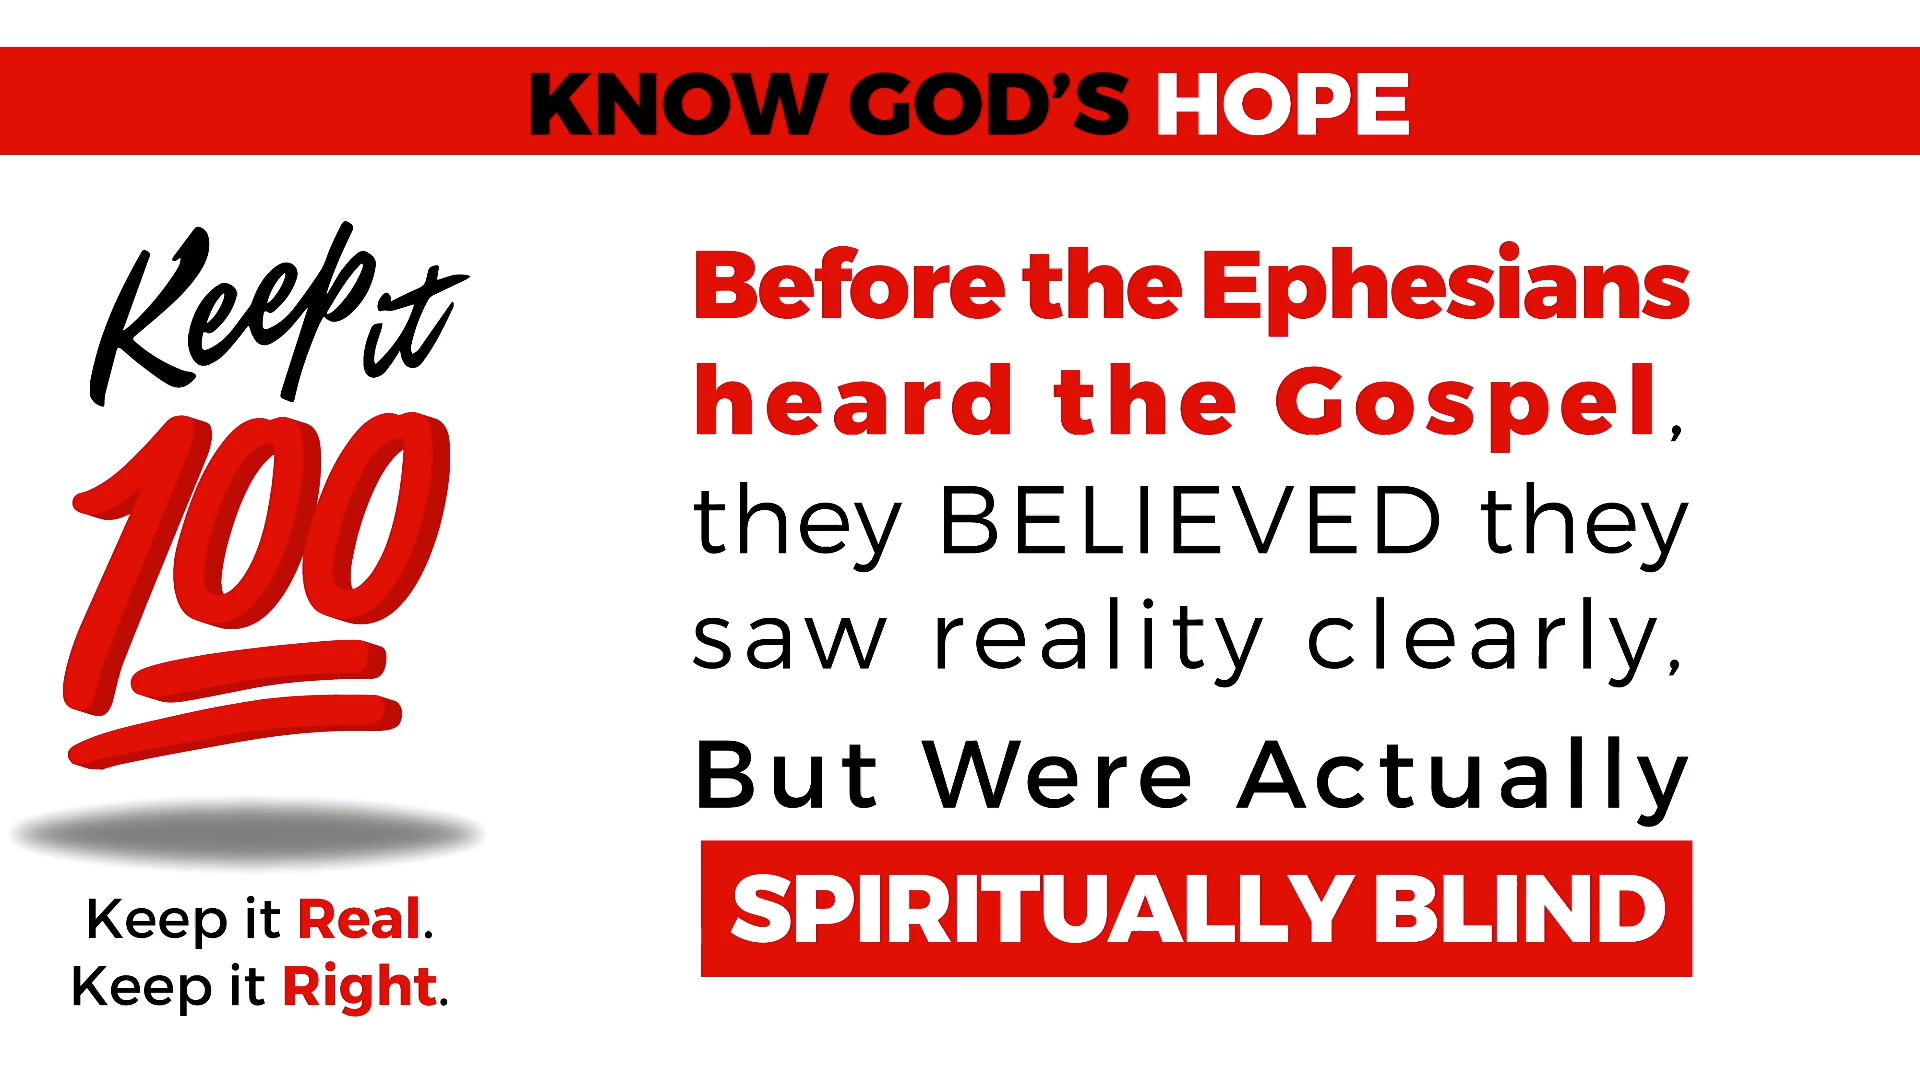 KNOW GOD’S HOPE
Keep it
100
Keep it Real.
Keep it Right.
Before the Ephesians
heard the Gospel,
they BELIEVED they
saw reality clearly,
But Were Actually
SPIRITUALLY BLIND